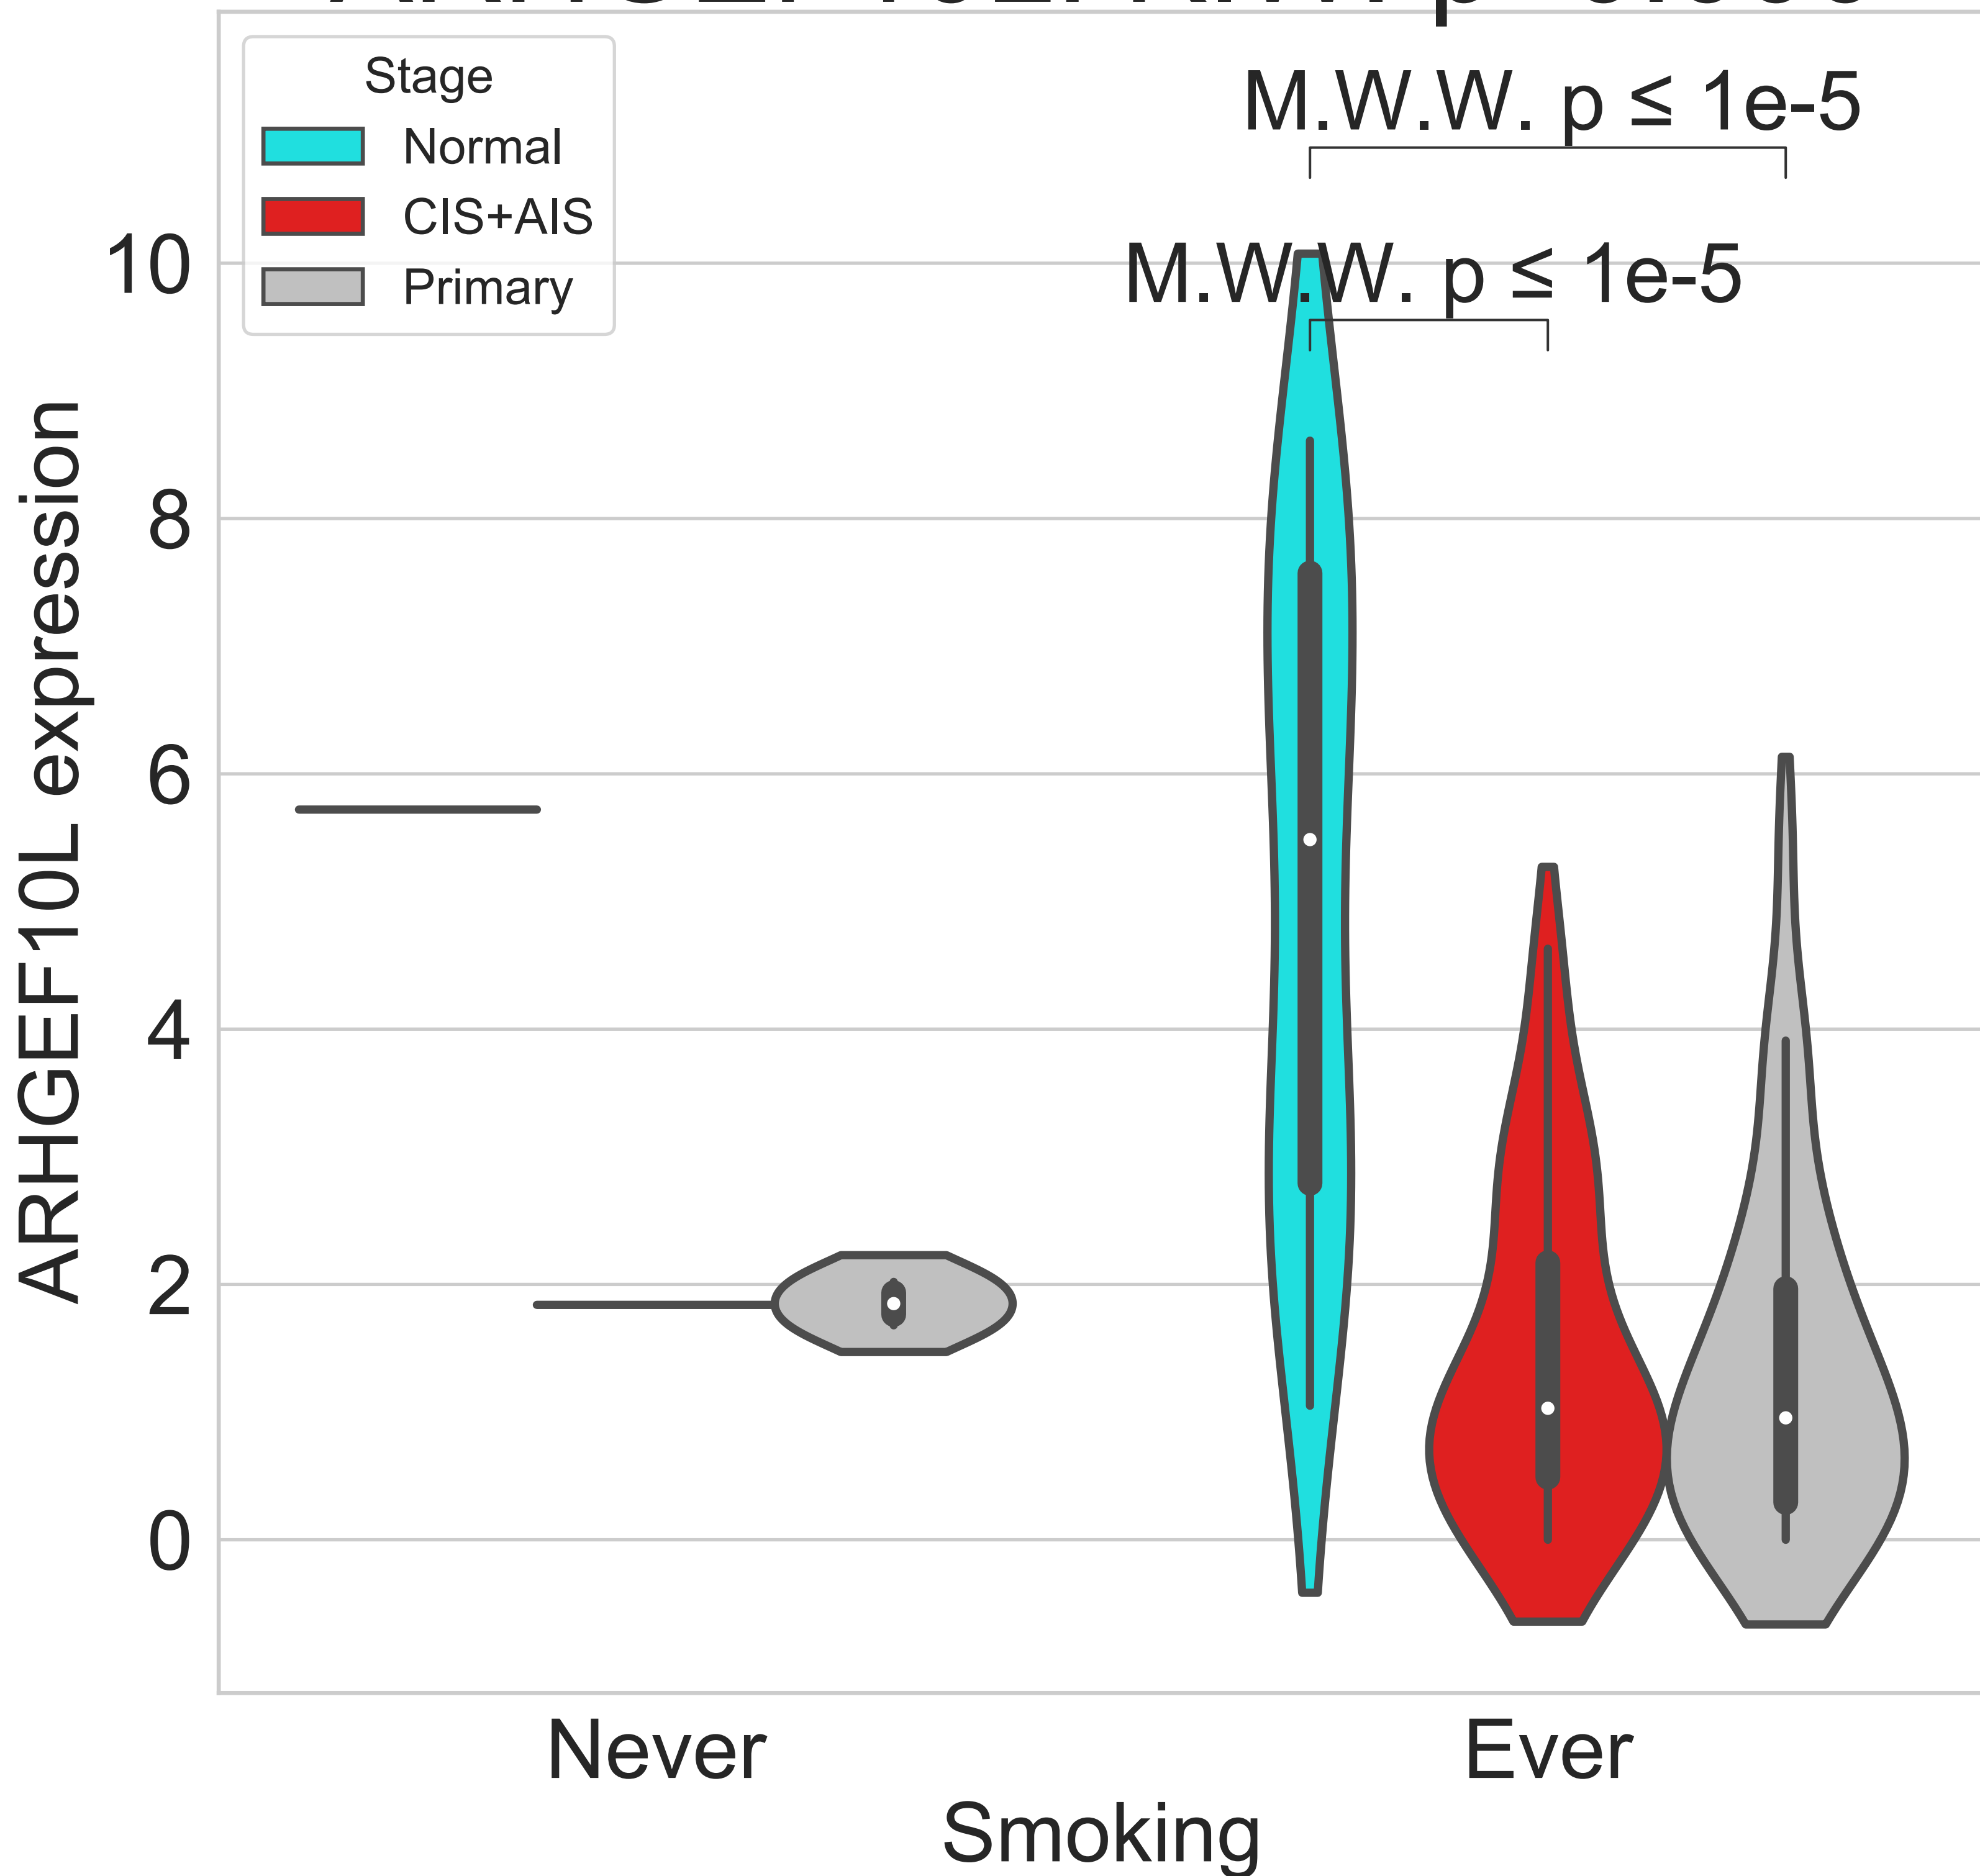 M.W.W. p ≤ 1e-5
Stage
Normal
CIS+AIS
Primary
M.W.W. p ≤ 1e-5
10
8
6
4
2
0
ARHGEF10L expression
Never
Ever
Smoking